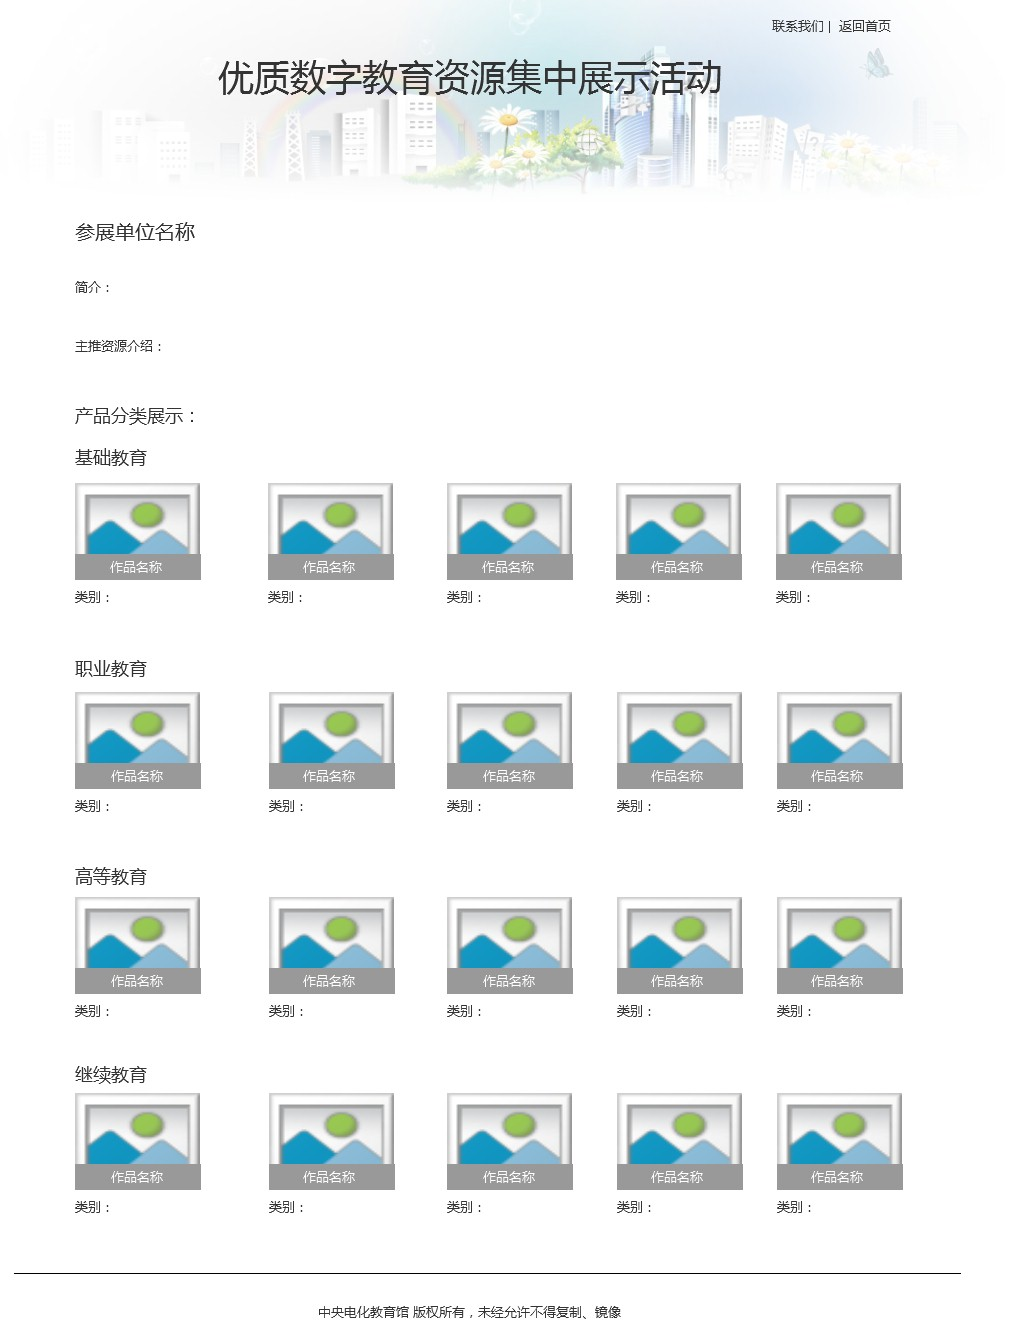 联系我们 | 返回首页
优质数字教育资源集中展示活动
参展单位名称
简介：
主推资源介绍：
产品分类展示：
基础教育
作品名称 作品名称 作品名称 作品名称 作品名称
类别： 类别： 类别： 类别： 类别：
职业教育
作品名称 作品名称 作品名称 作品名称 作品名称
类别： 类别： 类别： 类别： 类别：
高等教育
作品名称 作品名称 作品名称 作品名称 作品名称
类别： 类别： 类别： 类别： 类别：
继续教育
作品名称 作品名称 作品名称 作品名称 作品名称
类别： 类别： 类别： 类别： 类别：
中央电化教育馆 版权所有，未经允许不得复制、镜像